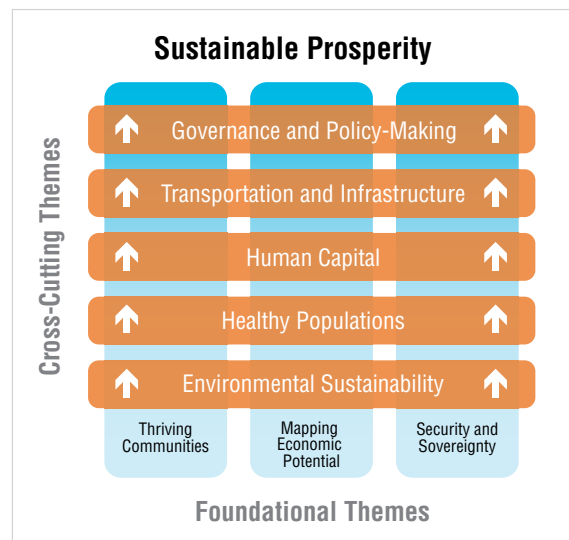 Sustainable Prosperity
Cross-Cutting Themes
Governance and Policy-Making
Transportation and Infrastructure
Human Capital
Healthy Populations
Environmental Sustainability
Thriving
Communities
Mapping
Economic
Potential
Security and
Sovereignty
Foundational Themes